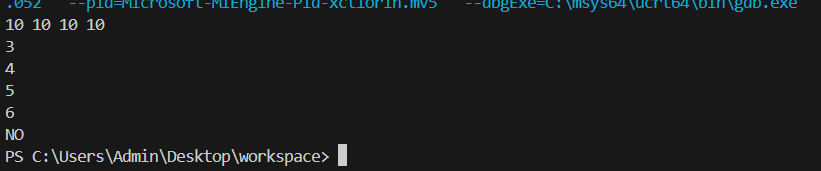 .052' '--pid=Microsoft-MIEngine-Pid-xctlorin.mv5' '--dbgExe=C:\msys64\ucrt64\bin\gdb.exe'
10 10 10 10
3
4
5
6
NO
PS C:\Users\Admin\Desktop\workspace>